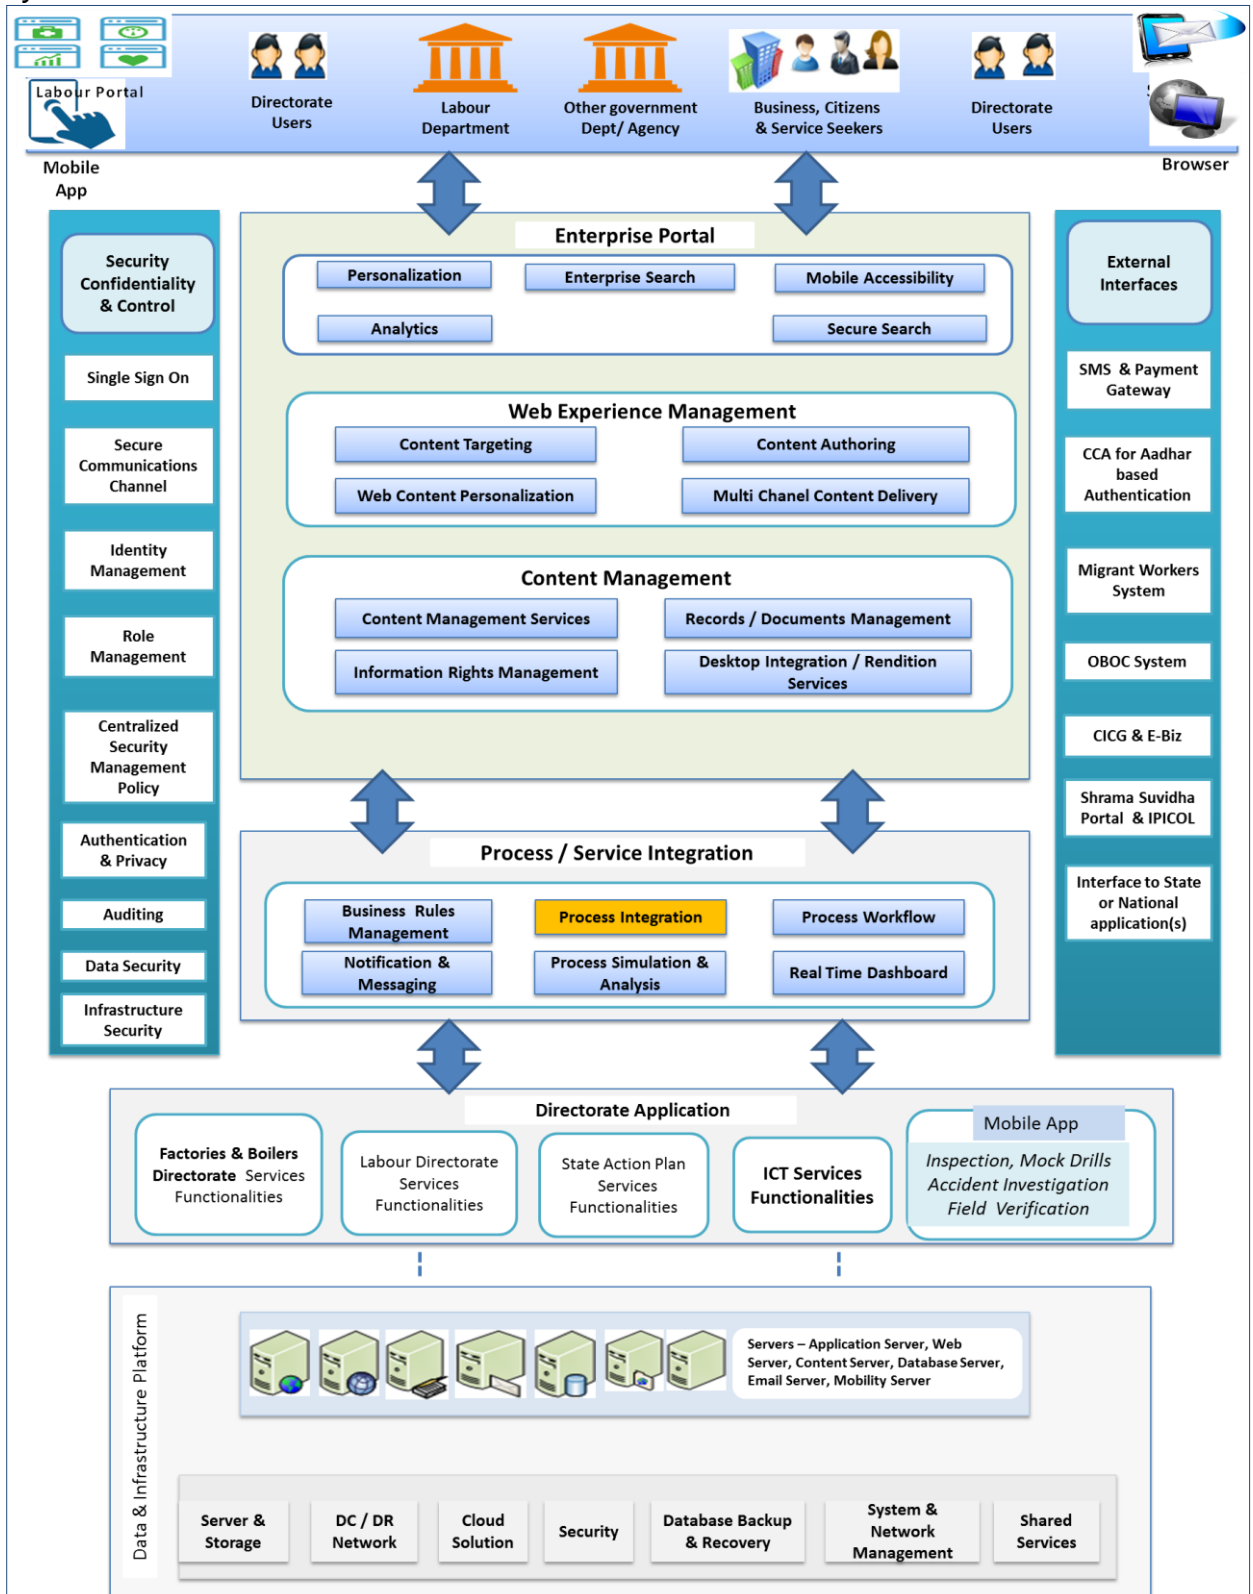 Labour Portal
Mobile
App
Directorate
Users
Labour
Department
Other government
Dept/ Agency
Business, Citizens
& Service Seekers
Directorate
Users
Browser
Security
Confidentiality
& Control
Single Sign On
Secure
Communications
Channel
Identity
Management
Role
Management
Centralized
Security
Management
Policy
Authentication
& Privacy
Auditing
Data Security
Infrastructure
Security
Enterprise Portal
Personalization
Enterprise Search
Mobile Accessibility
Analytics
Secure Search
Web Experience Management
Content Targeting
Content Authoring
Web Content Personalization
Multi Chanel Content Delivery
Content Management
Content Management Services
Records / Documents Management
Information Rights Management
Desktop Integration / Rendition
Services
External
Interfaces
SMS & Payment
Gateway
CCA for Aadhar
based
Authentication
Migrant Workers
System
OBOC System
CICG & E-Biz
Shrama Suvidha
Portal & IPICOL
Interface to State
or National
application(s)
Process / Service Integration
Business Rules
Management
Process Integration
Process Workflow
Notification &
Messaging
Process Simulation &
Analysis
Real Time Dashboard
Directorate Application
Factories & Boilers
Directorate Services
Functionalities
Labour Directorate
Services
Functionalities
State Action Plan
Services
Functionalities
ICT Services
Functionalities
Mobile App
Inspection, Mock Drills
Accident Investigation
Field Verification
Data & Infrastructure Platform
Servers – Application Server, Web
Server, Content Server, Database Server,
Email Server, Mobility Server
Server &
Storage
DC / DR
Network
Cloud
Solution
Security
Database Backup
& Recovery
System &
Network
Management
Shared
Services